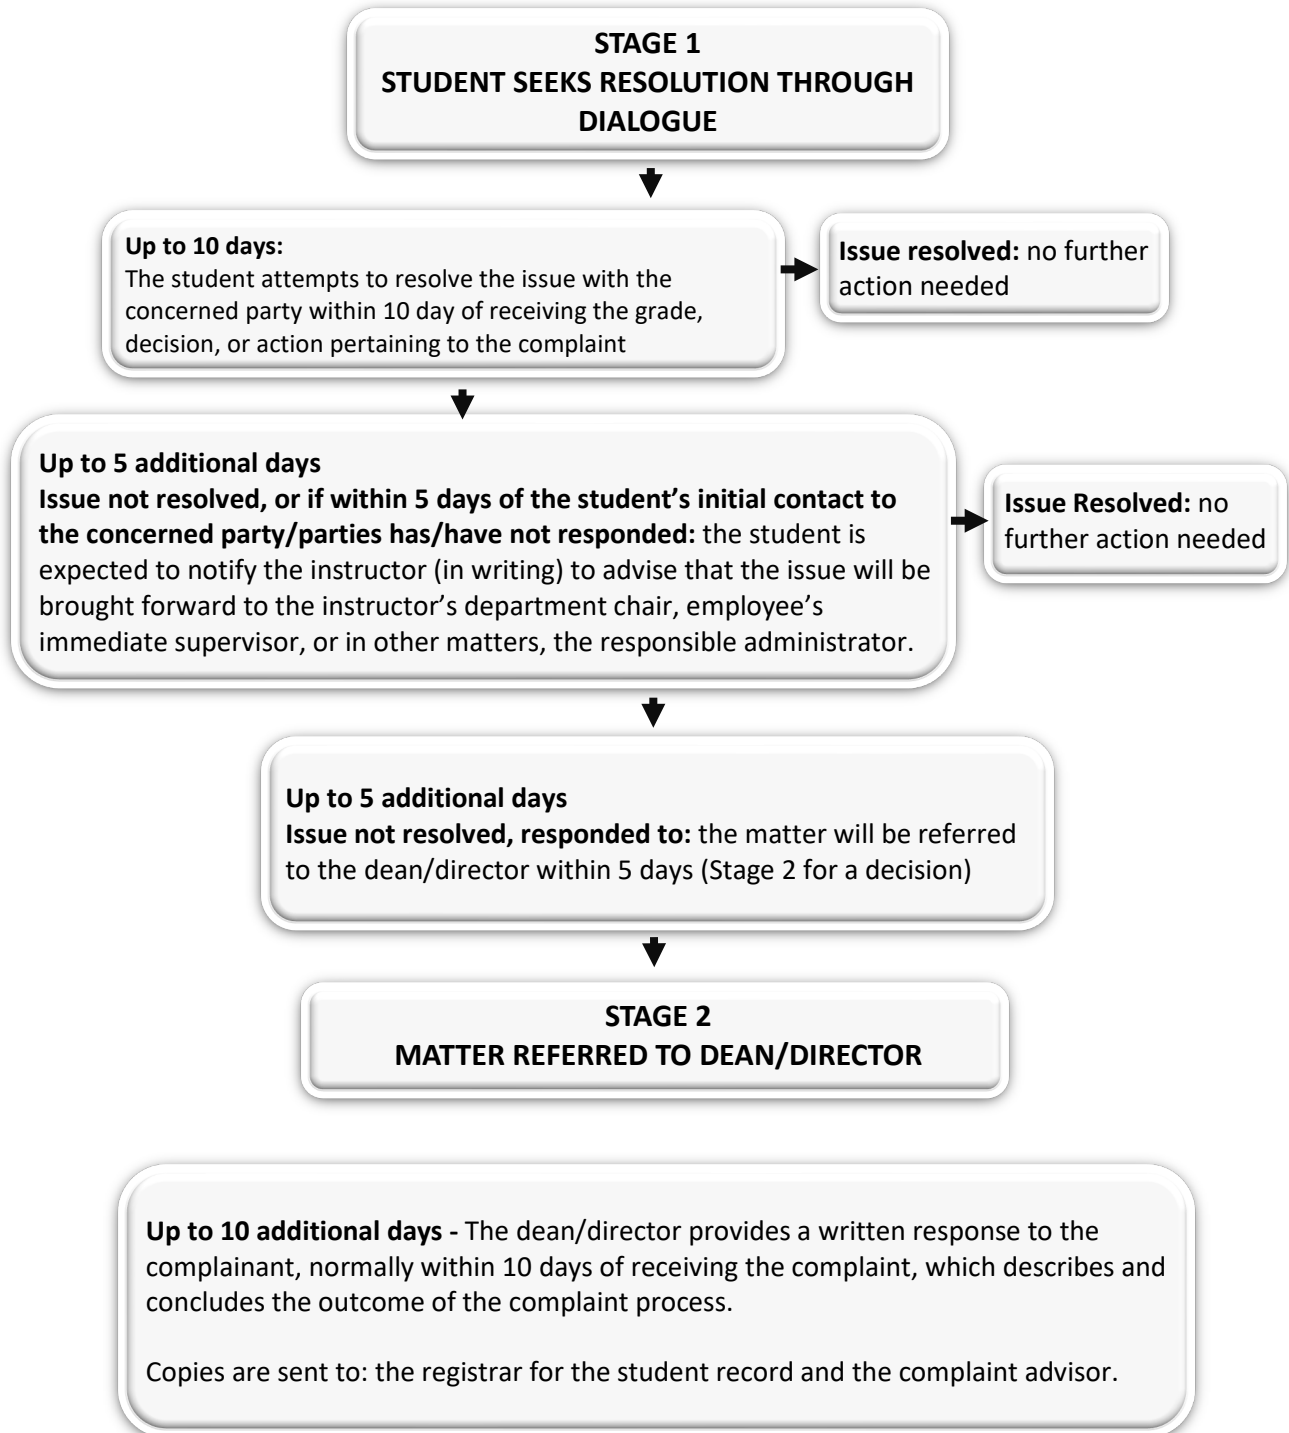 STAGE 1
STUDENT SEEKS RESOLUTION THROUGH
DIALOGUE
Up to 10 days:
The student attempts to resolve the issue with the
concerned party within 10 day of receiving the grade,
decision, or action pertaining to the complaint
Issue resolved: no further
action needed
Up to 5 additional days
Issue not resolved, or if within 5 days of the student’s initial contact to
the concerned party/parties has/have not responded: the student is
expected to notify the instructor (in writing) to advise that the issue will be
brought forward to the instructor’s department chair, employee’s
immediate supervisor, or in other matters, the responsible administrator.
Issue Resolved: no
further action needed
Up to 5 additional days
Issue not resolved, responded to: the matter will be referred
to the dean/director within 5 days (Stage 2 for a decision)
STAGE 2
MATTER REFERRED TO DEAN/DIRECTOR
Up to 10 additional days - The dean/director provides a written response to the
complainant, normally within 10 days of receiving the complaint, which describes and
concludes the outcome of the complaint process.
Copies are sent to: the registrar for the student record and the complaint advisor.